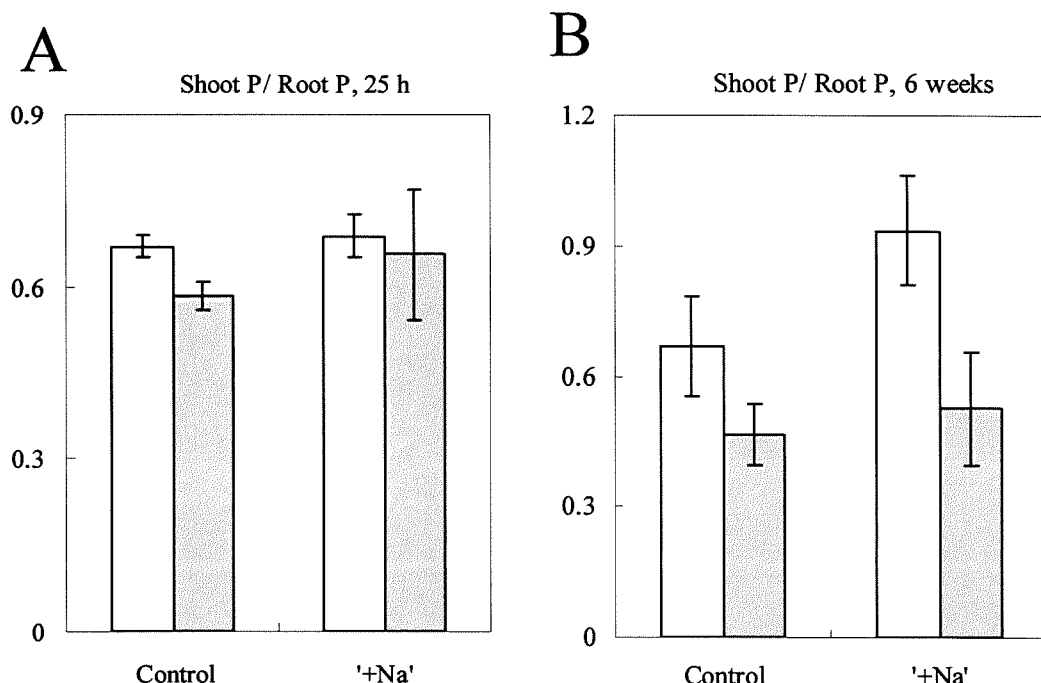 A
Shoot P/ Root P, 25 h
0.9
0.6
0.3
0
Control '+Na'
B
Shoot P/ Root P, 6 weeks
1.2
0.9
0.6
0.3
0
Control '+Na'